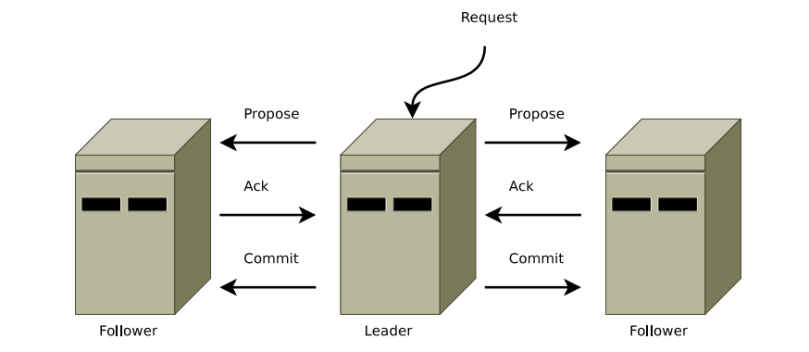 Request
Propose
Propose
Ack
Ack
Commit
Commit
Follower
Leader
Follower